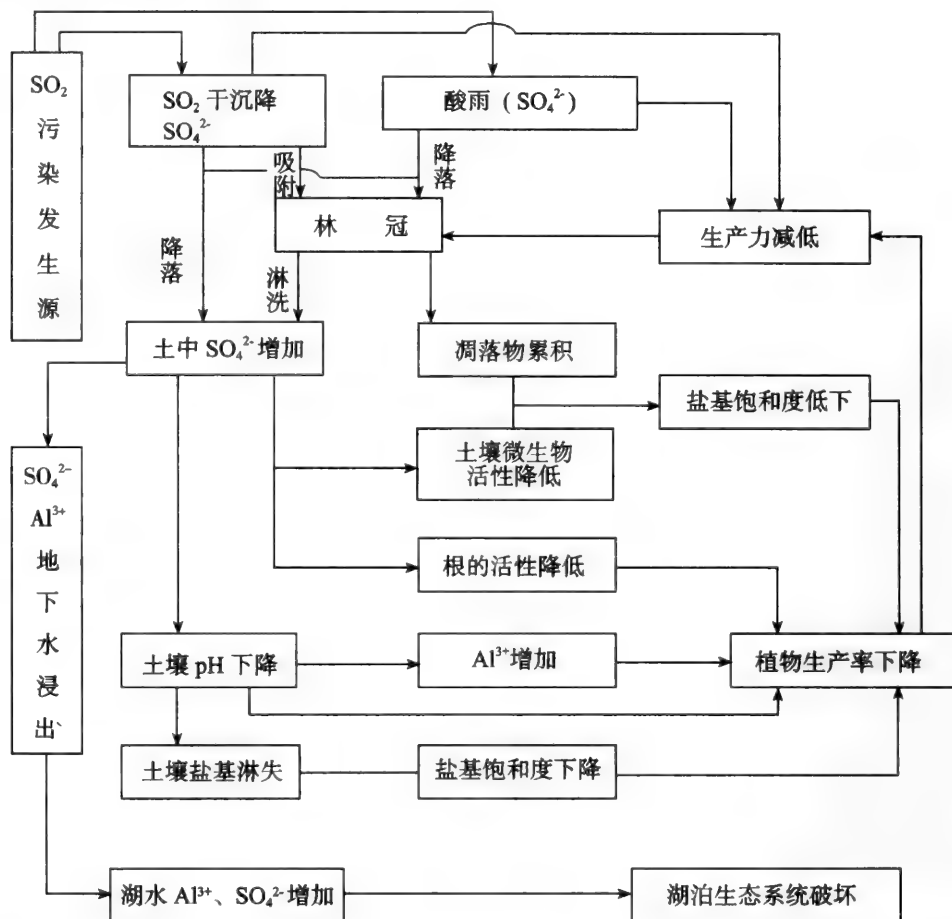 SO₂
污
染
发
生
源
SO₂ 干沉降
SO₄²⁻
酸雨（SO₄²⁻）
吸附
降落
林 冠
生产力减低
降落
淋洗
土中 SO₄²⁻ 增加
凋落物累积
盐基饱和度低下
土壤微生物
活性降低
SO₄²⁻
Al³⁺
地
下
水
浸
出
根的活性降低
土壤 pH 下降
Al³⁺增加
植物生产率下降
土壤盐基淋失
盐基饱和度下降
湖水 Al³⁺、SO₄²⁻ 增加
湖泊生态系统破坏